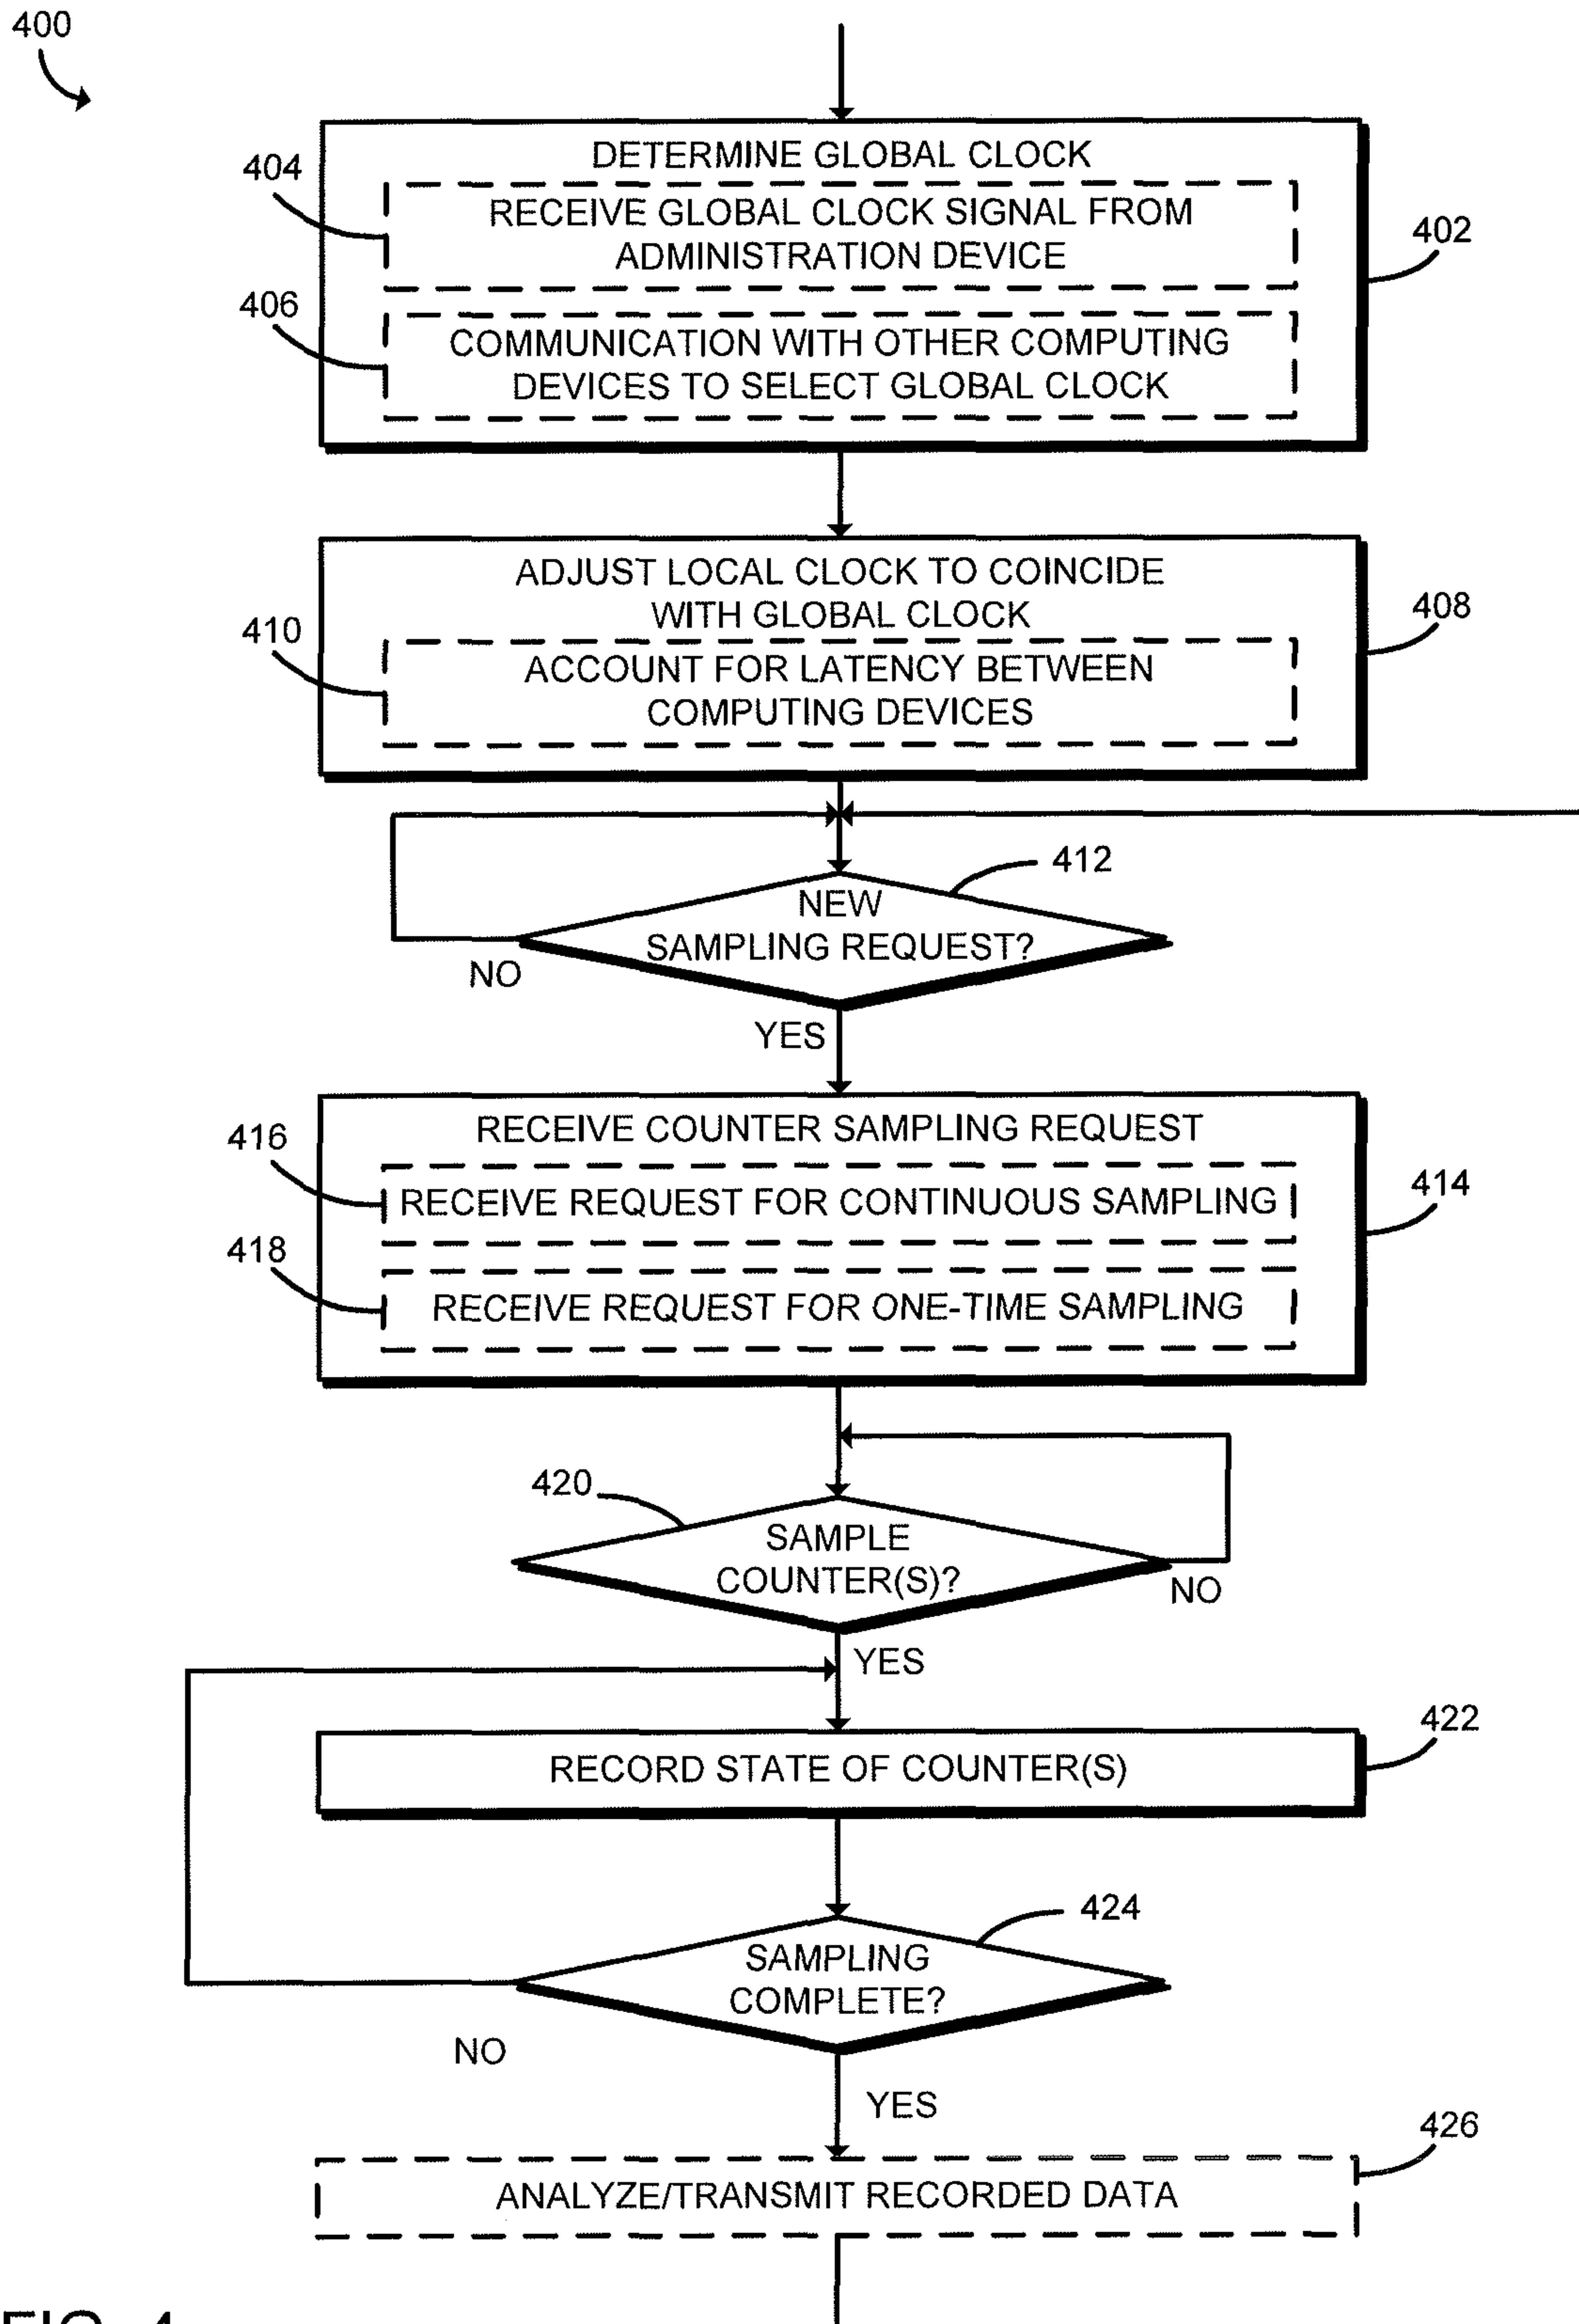 400
DETERMINE GLOBAL CLOCK
404
RECEIVE GLOBAL CLOCK SIGNAL FROM
ADMINISTRATION DEVICE
402
406
COMMUNICATION WITH OTHER COMPUTING
DEVICES TO SELECT GLOBAL CLOCK
ADJUST LOCAL CLOCK TO COINCIDE
WITH GLOBAL CLOCK
408
410
ACCOUNT FOR LATENCY BETWEEN
COMPUTING DEVICES
412
NEW
SAMPLING REQUEST?
NO
YES
RECEIVE COUNTER SAMPLING REQUEST
416
RECEIVE REQUEST FOR CONTINUOUS SAMPLING
414
418
RECEIVE REQUEST FOR ONE-TIME SAMPLING
420
SAMPLE
COUNTER(S)?
NO
YES
422
RECORD STATE OF COUNTER(S)
424
SAMPLING
COMPLETE?
NO
YES
426
ANALYZE/TRANSMIT RECORDED DATA